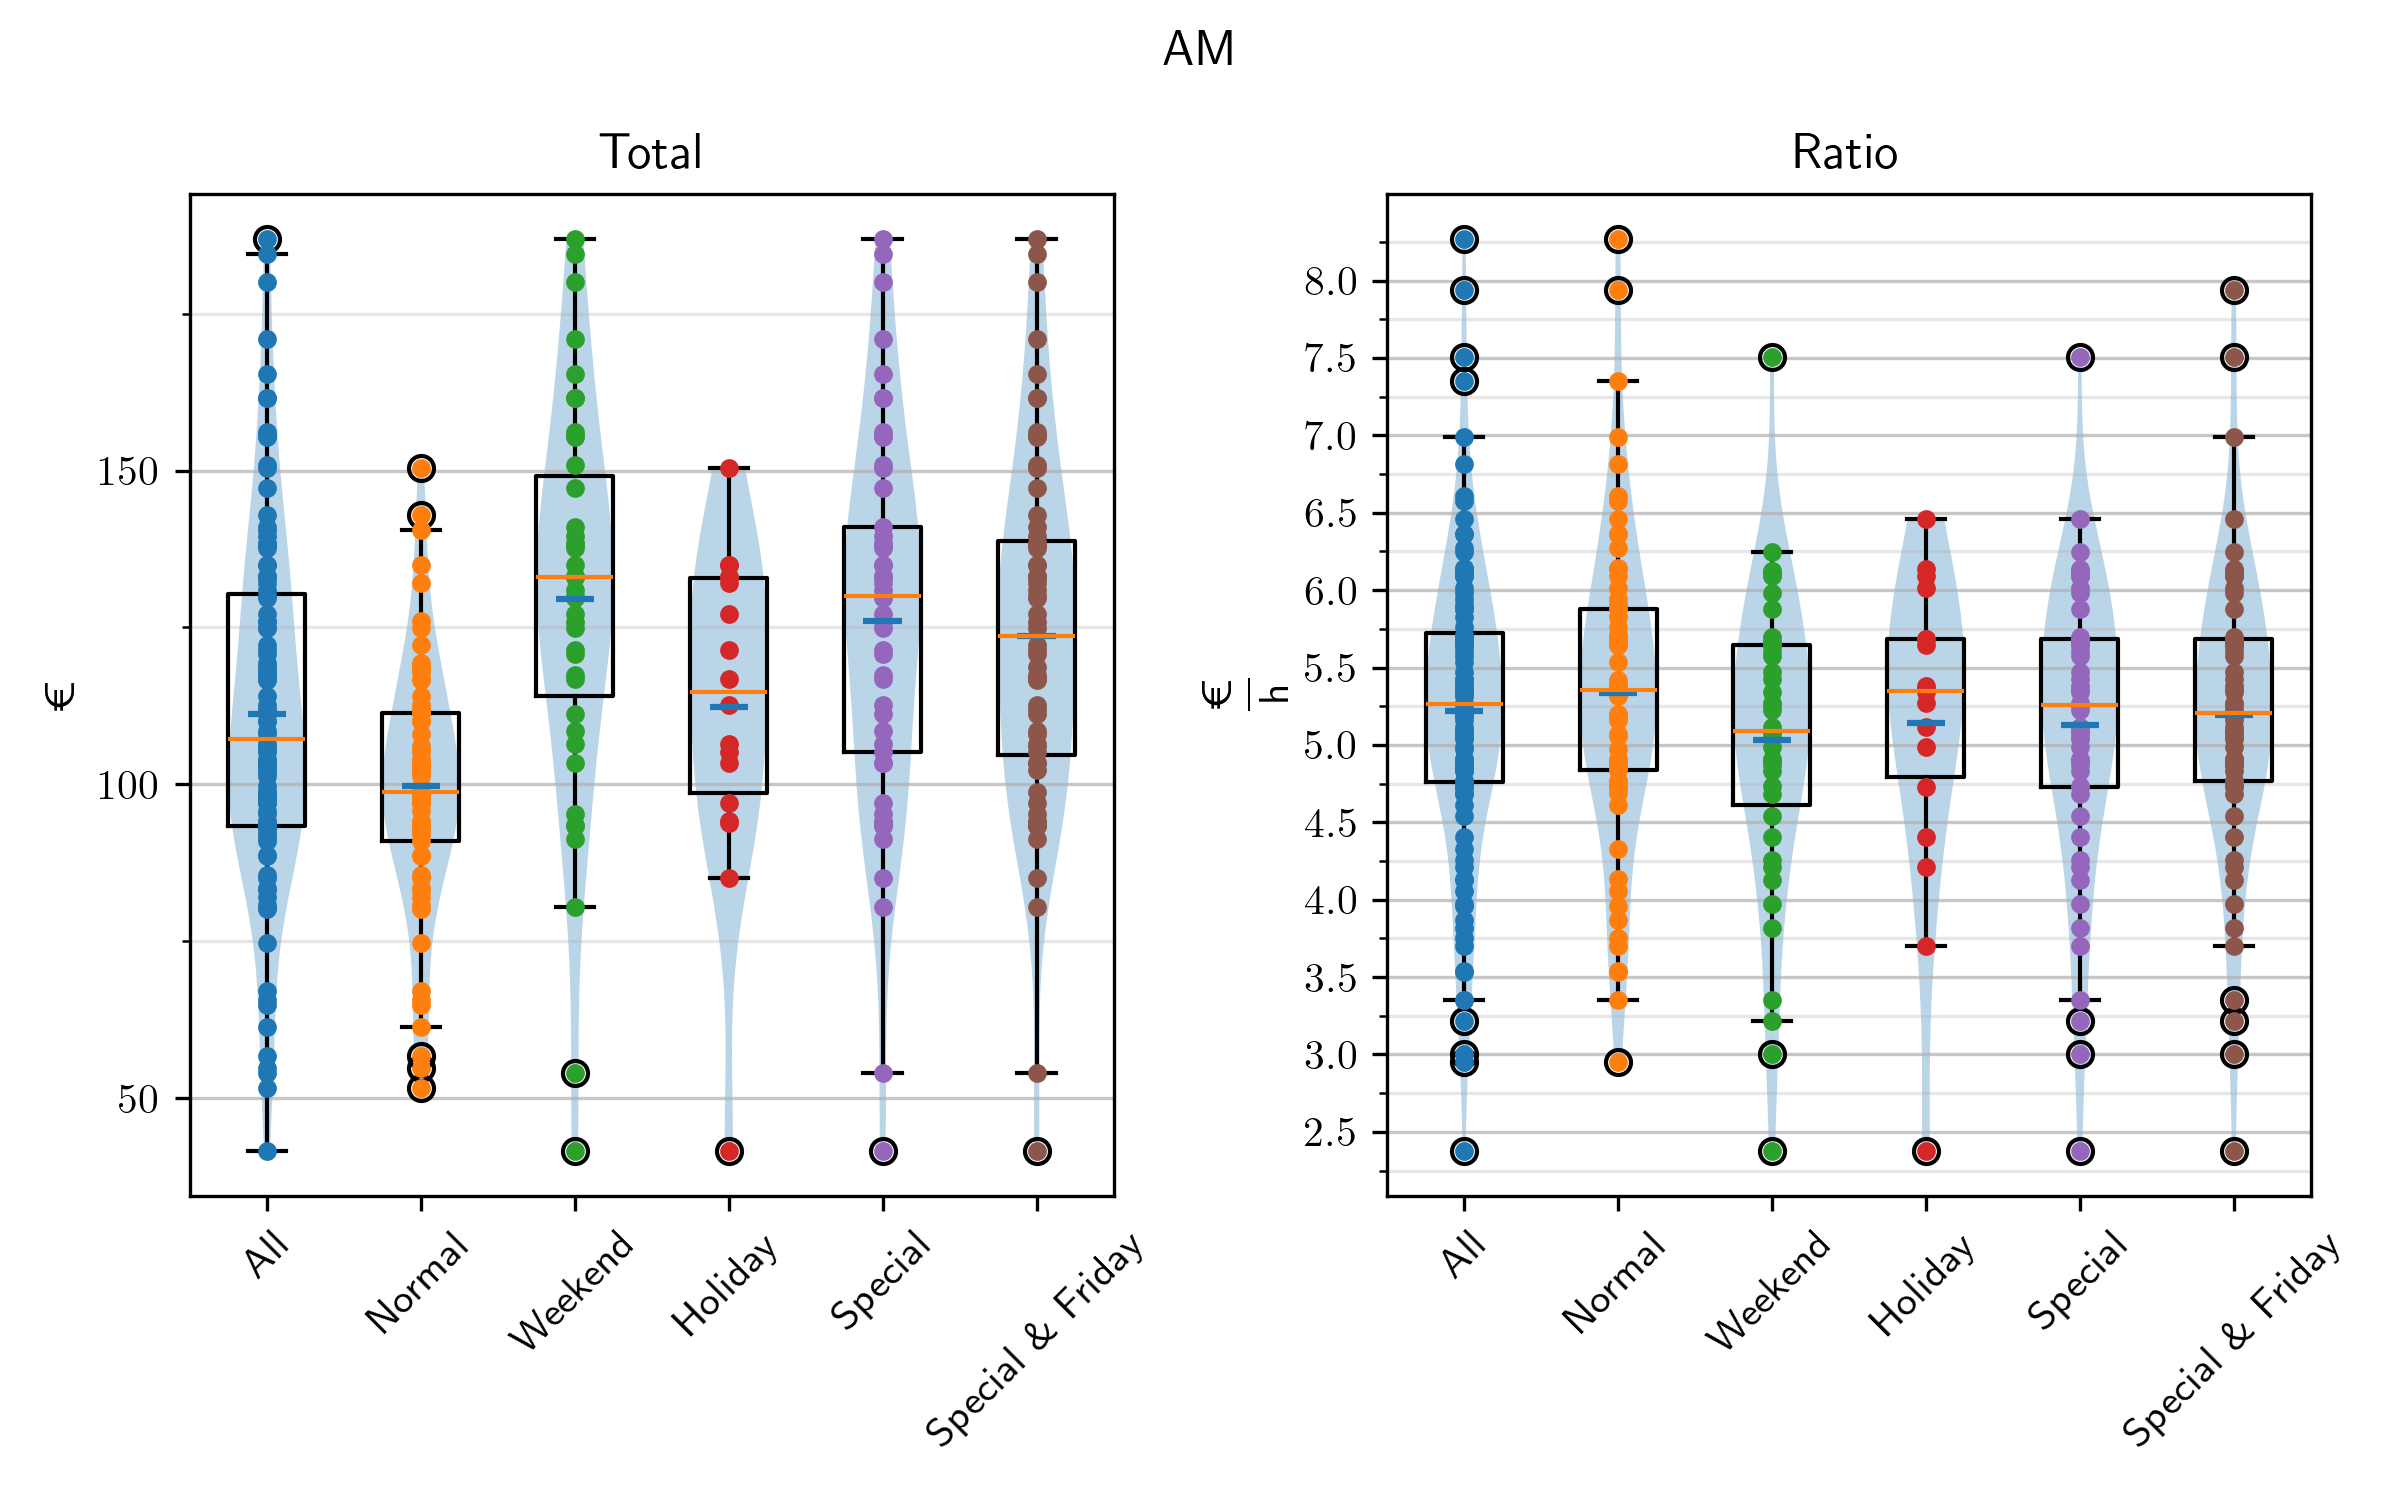 AM
Total
Ratio
€
150
100
50
All
Normal
Weekend
Holiday
Special
Special & Friday
€
h
8.0
7.5
7.0
6.5
6.0
5.5
5.0
4.5
4.0
3.5
3.0
2.5
All
Normal
Weekend
Holiday
Special
Special & Friday